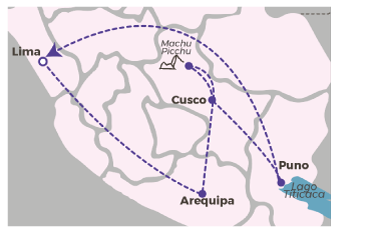 Machu
Picchu
Lima
Cusco
Puno
Lago
Titicaca
Arequipa